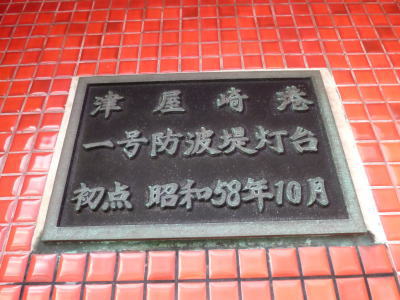 津屋崎港
一号防波堤灯台
初点 昭和58年10月